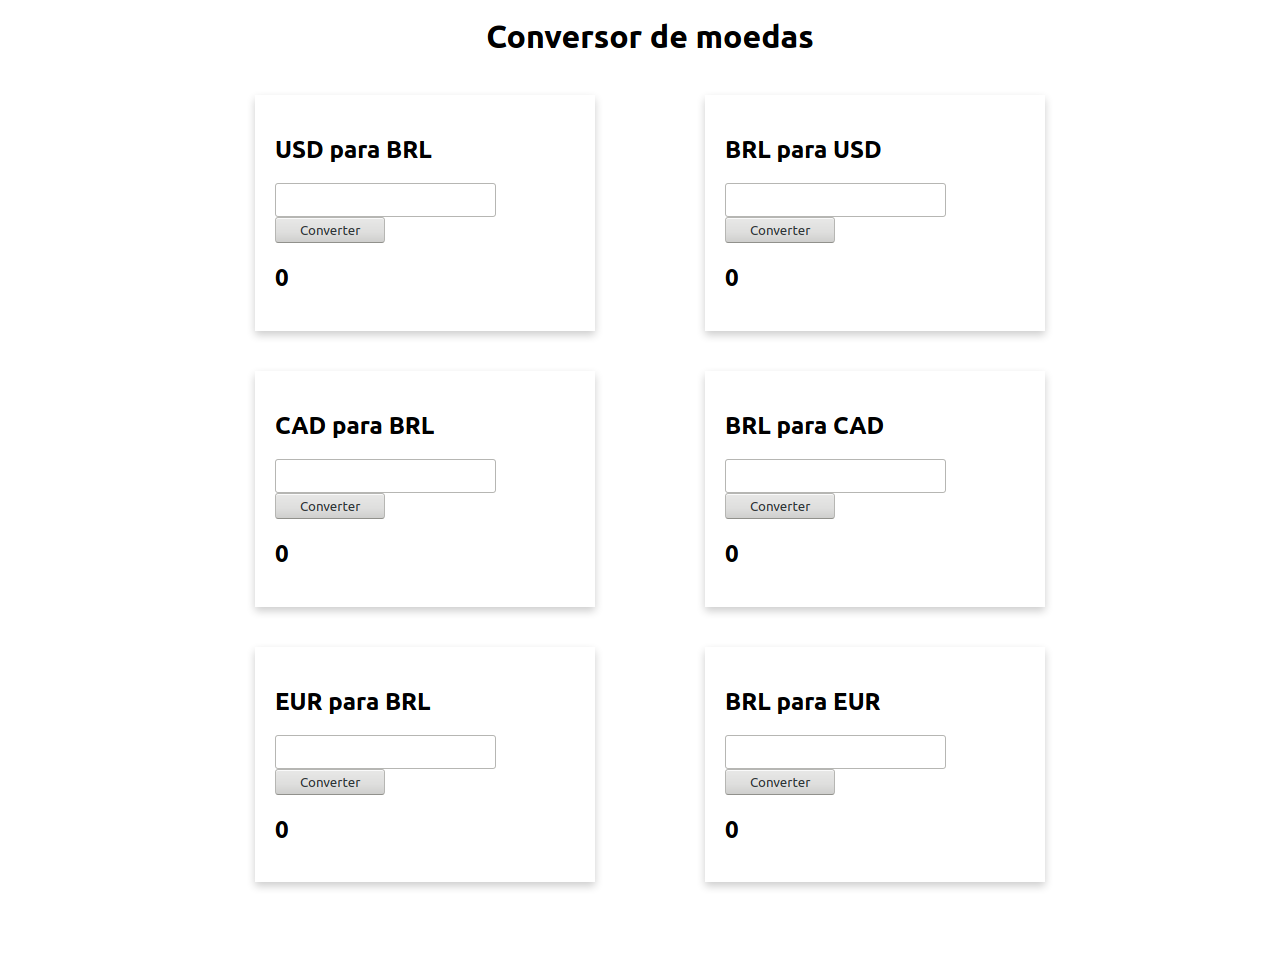 Conversor de moedas
USD para BRL
Converter
0
BRL para USD
Converter
0
CAD para BRL
Converter
0
BRL para CAD
Converter
0
EUR para BRL
Converter
0
BRL para EUR
Converter
0